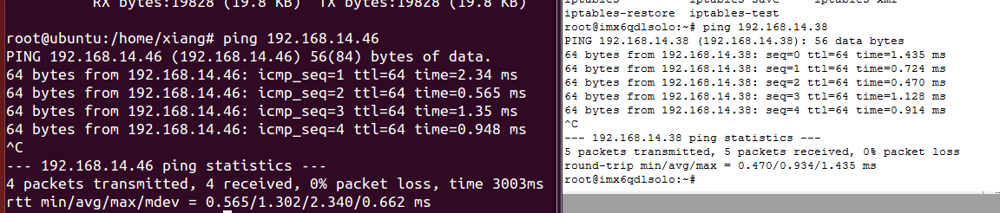 RX bytes:19828 (19.8 KB)  TX bytes:19828 (19.8 KB)
root@ubuntu:/home/xiang# ping 192.168.14.46
PING 192.168.14.46 (192.168.14.46) 56(84) bytes of data.
64 bytes from 192.168.14.46: icmp_seq=1 ttl=64 time=2.34 ms
64 bytes from 192.168.14.46: icmp_seq=2 ttl=64 time=0.565 ms
64 bytes from 192.168.14.46: icmp_seq=3 ttl=64 time=1.35 ms
64 bytes from 192.168.14.46: icmp_seq=4 ttl=64 time=0.948 ms
^C
--- 192.168.14.46 ping statistics ---
4 packets transmitted, 4 received, 0% packet loss, time 3003ms
rtt min/avg/max/mdev = 0.565/1.302/2.340/0.662 ms
iptables iptables-save iptables-xml
iptables-restore  iptables-test
root@imx6qdlsolo:~# ping 192.168.14.38
PING 192.168.14.38 (192.168.14.38): 56 data bytes
64 bytes from 192.168.14.38: seq=0 ttl=64 time=1.435 ms
64 bytes from 192.168.14.38: seq=1 ttl=64 time=0.724 ms
64 bytes from 192.168.14.38: seq=2 ttl=64 time=0.470 ms
64 bytes from 192.168.14.38: seq=3 ttl=64 time=1.128 ms
64 bytes from 192.168.14.38: seq=4 ttl=64 time=0.914 ms
^C
--- 192.168.14.38 ping statistics ---
5 packets transmitted, 5 packets received, 0% packet loss
round-trip min/avg/max = 0.470/0.934/1.435 ms
root@imx6qdlsolo:~#